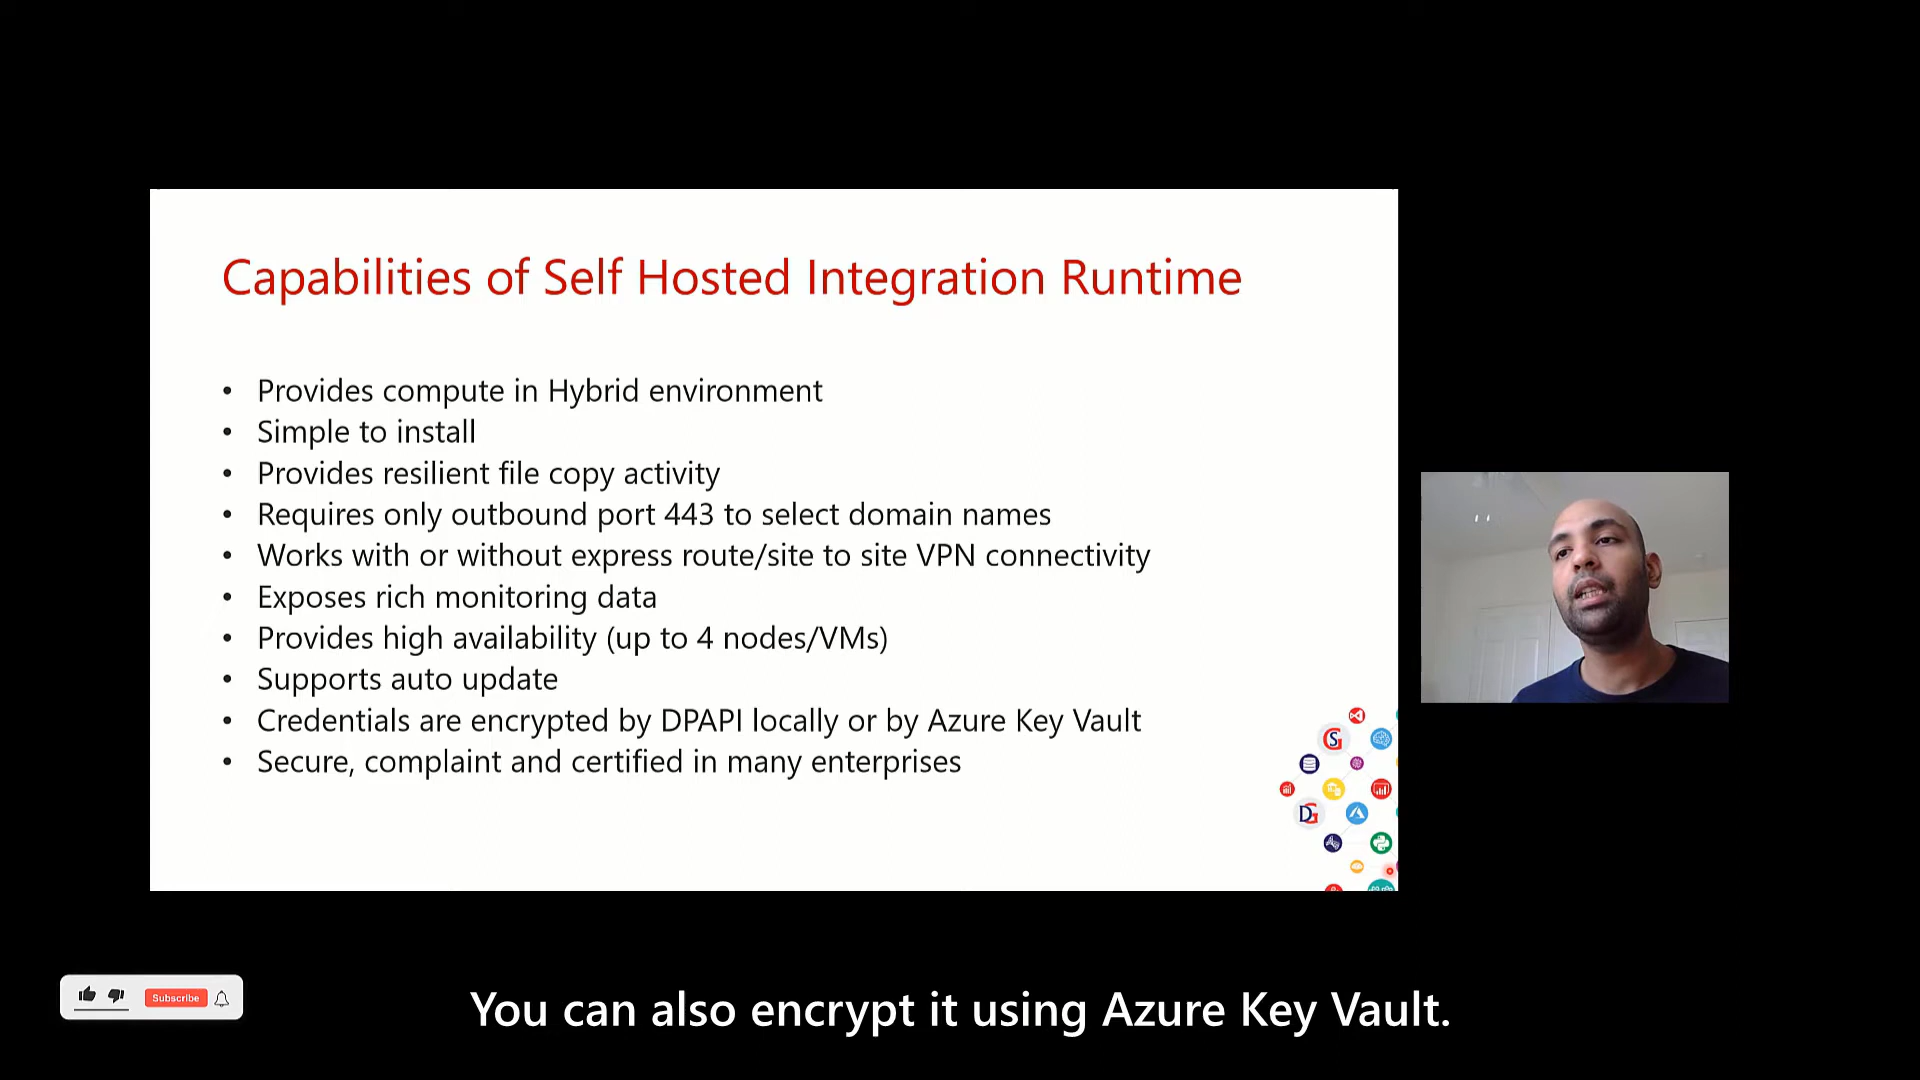 Capabilities of Self Hosted Integration Runtime
• Provides compute in Hybrid environment
• Simple to install
• Provides resilient file copy activity
• Requires only outbound port 443 to select domain names
• Works with or without express route/site to site VPN connectivity
• Exposes rich monitoring data
• Provides high availability (up to 4 nodes/VMs)
• Supports auto update
• Credentials are encrypted by DPAPI locally or by Azure Key Vault
• Secure, complaint and certified in many enterprises
GS
DG
Subscribe
You can also encrypt it using Azure Key Vault.